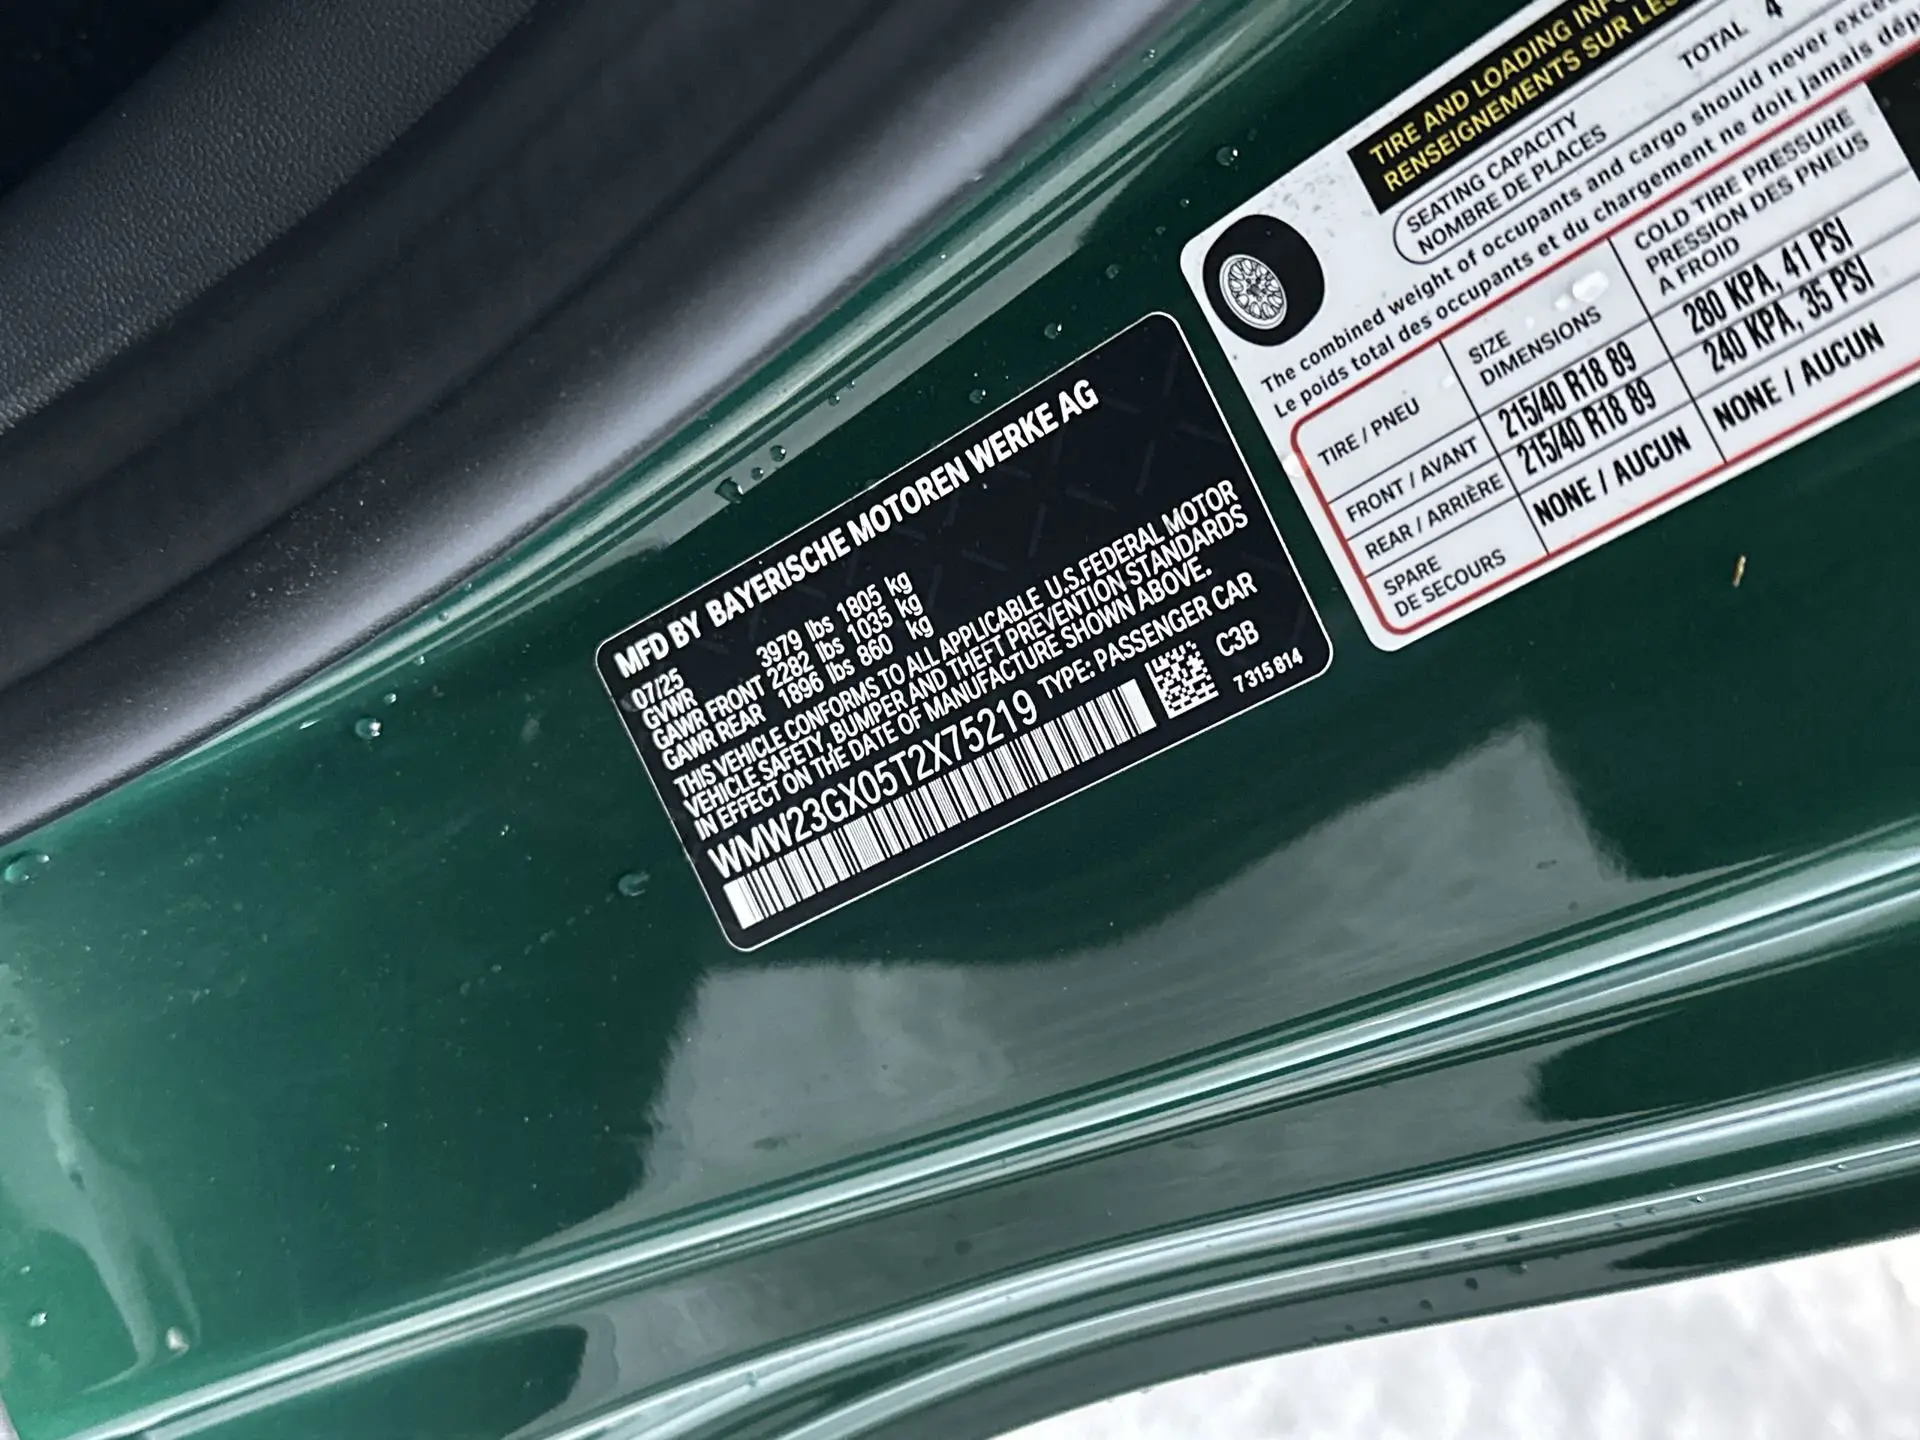 MFD BY BAYERISCHE MOTOREN WERKE AG
07/25
GVWR 3979 lbs 1805 kg
GAWR FRONT 2282 lbs 1035 kg
GAWR REAR 1896 lbs 860 kg
THIS VEHICLE CONFORMS TO ALL APPLICABLE U.S.FEDERAL MOTOR
VEHICLE SAFETY, BUMPER AND THEFT PREVENTION STANDARDS
IN EFFECT ON THE DATE OF MANUFACTURE SHOWN ABOVE.
WMW23GX05T2X75219 TYPE: PASSENGER CAR
C3B
7315814
TIRE AND LOADING
RENSEIGNEMENTS SUR
SEATING CAPACITY
NOMBRE DE PLACES
TOTAL 4
The combined weight of occupants and cargo should never
Le poids total des occupants et du chargement ne doit jamais
TIRE / PNEU
SIZE
DIMENSIONS
COLD TIRE PRESSURE
PRESSION DES PNEUS
A FROID
FRONT / AVANT 215/40 R18 89 280 KPA, 41 PSI
REAR / ARRIÈRE 215/40 R18 89 240 KPA, 35 PSI
SPARE
DE SECOURS
NONE / AUCUN NONE / AUCUN